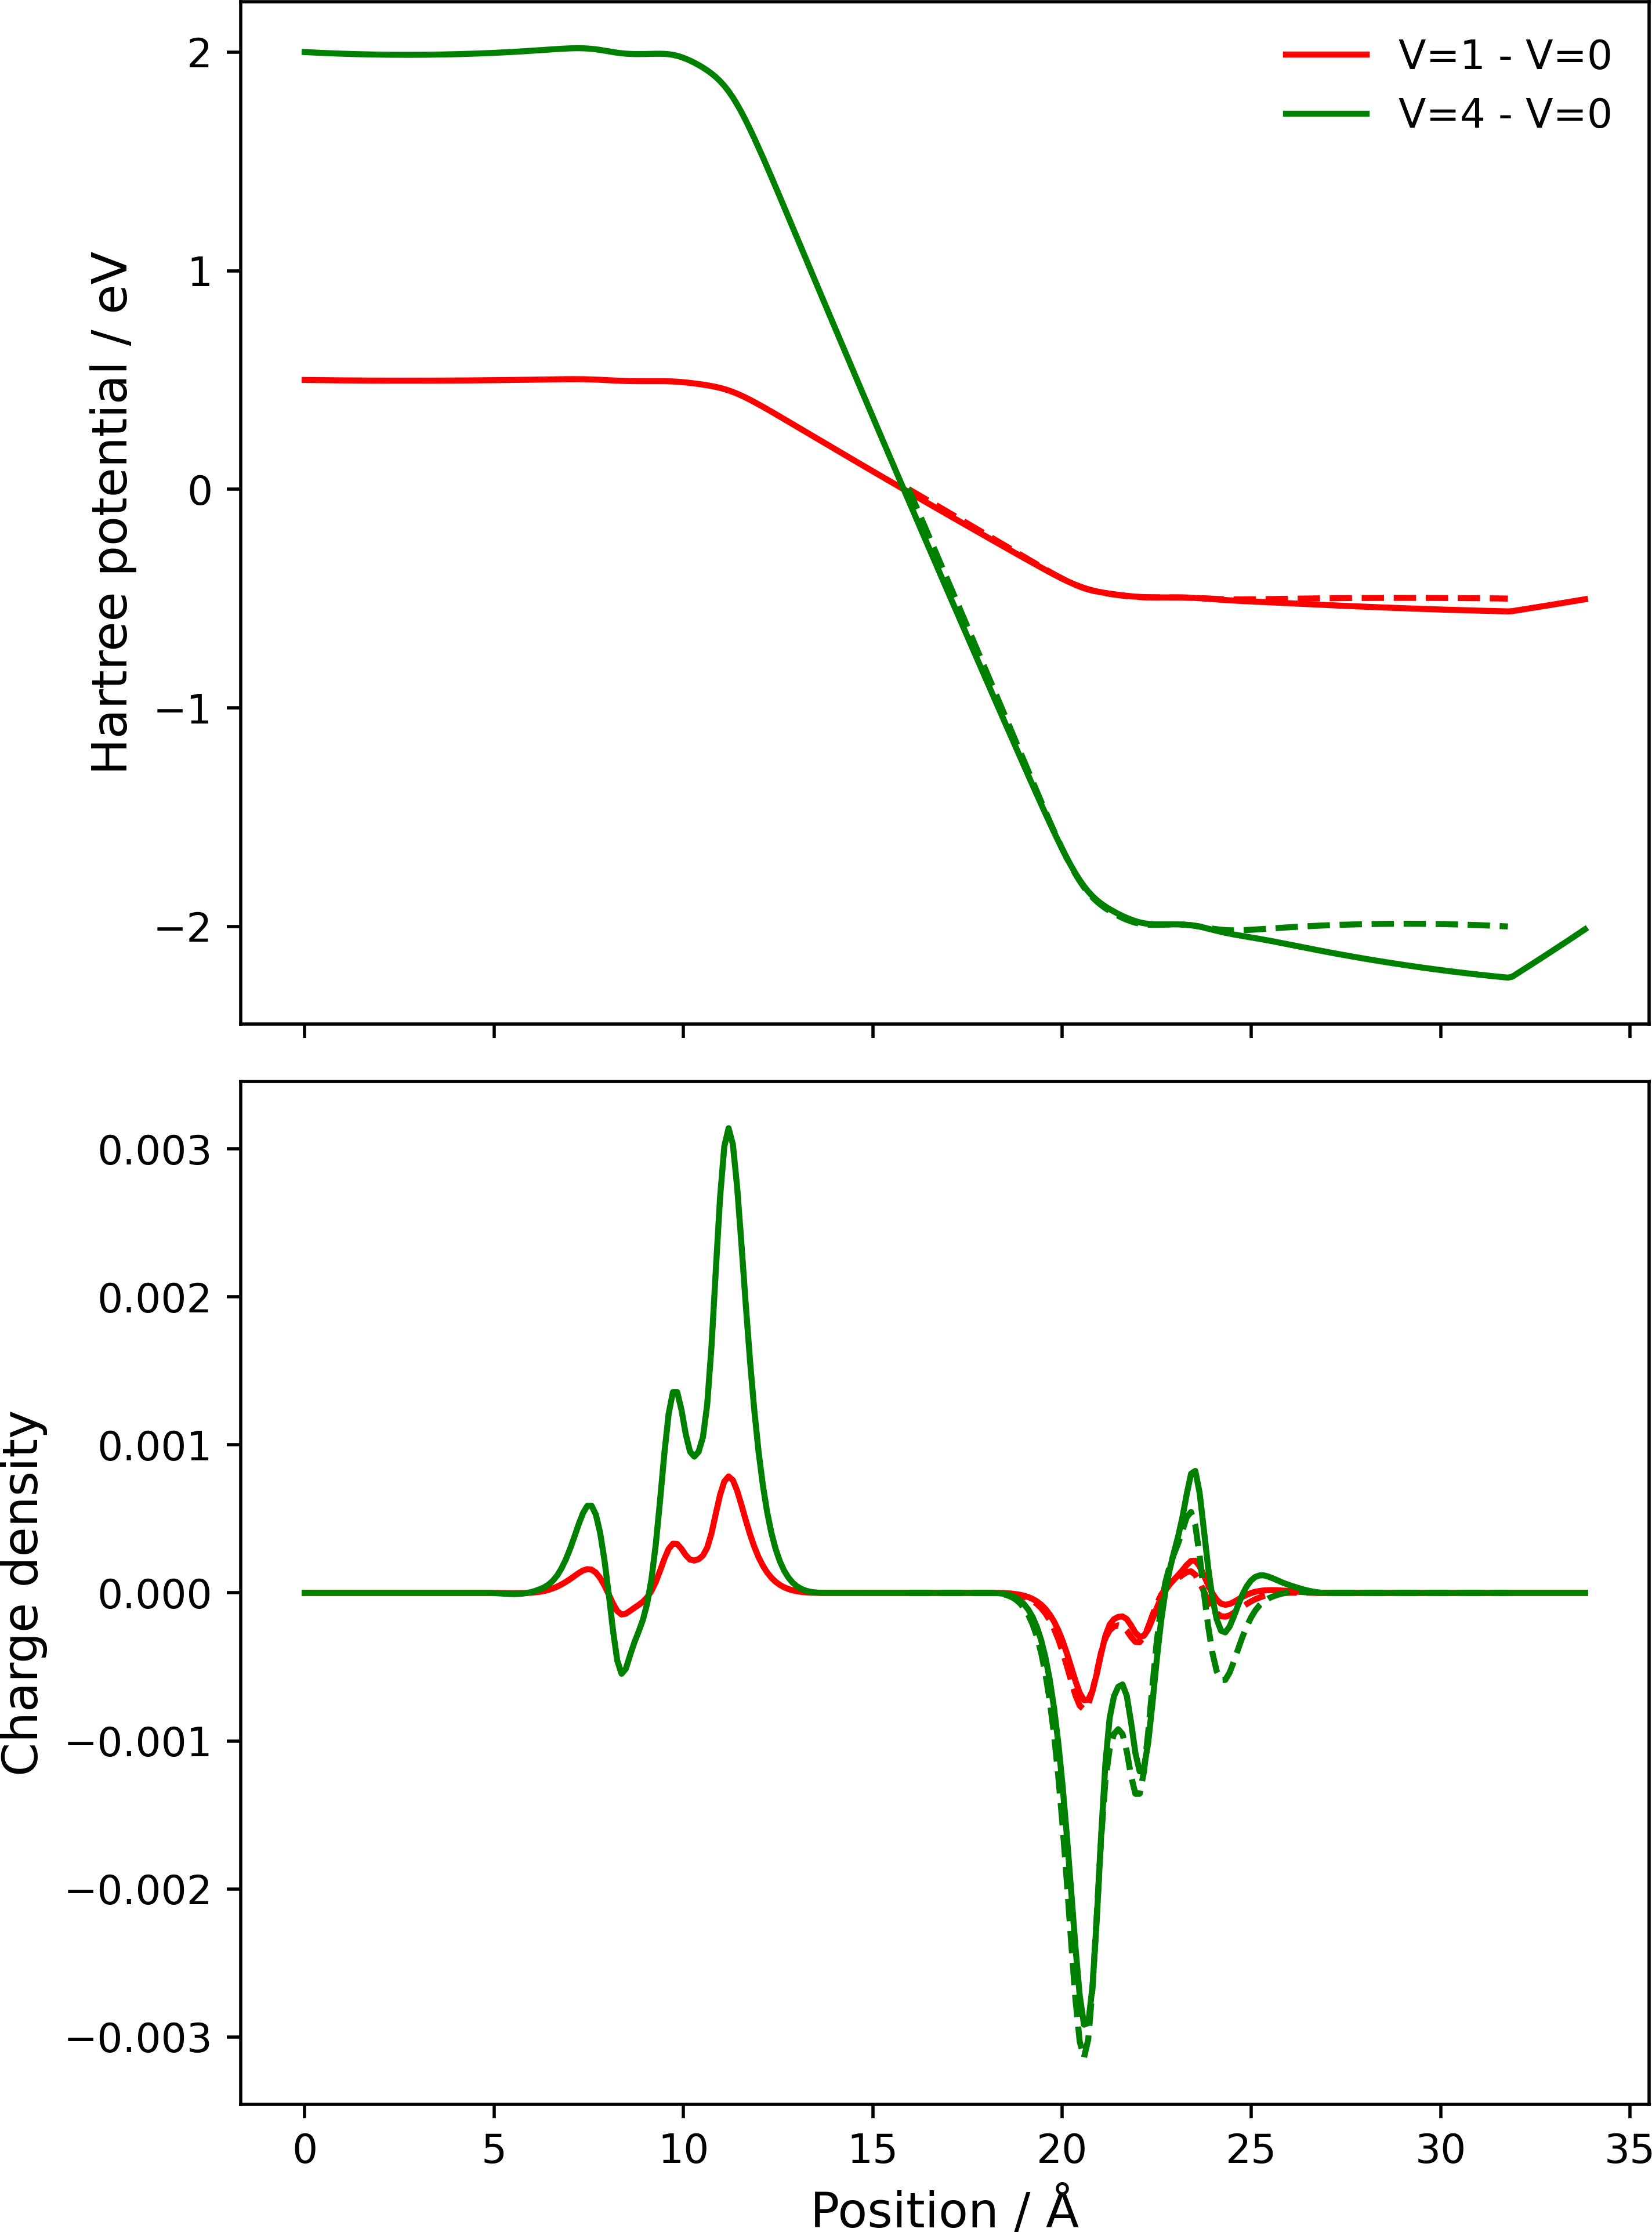 V=1 - V=0
V=4 - V=0
Hartree potential / eV
2
1
0
−1
−2
Charge density
0.003
0.002
0.001
0.000
−0.001
−0.002
−0.003
0 5 10 15 20 25 30 35
Position / Å